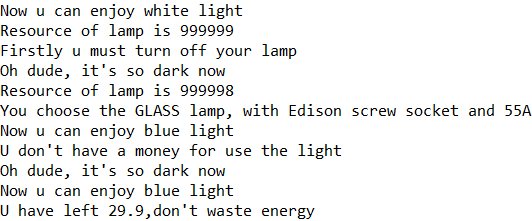 Now u can enjoy white light
Resource of lamp is 999999
Firstly u must turn off your lamp
Oh dude, it's so dark now
Resource of lamp is 999998
You choose the GLASS lamp, with Edison screw socket and 55A
Now u can enjoy blue light
U don't have a money for use the light
Oh dude, it's so dark now
Now u can enjoy blue light
U have left 29.9,don't waste energy